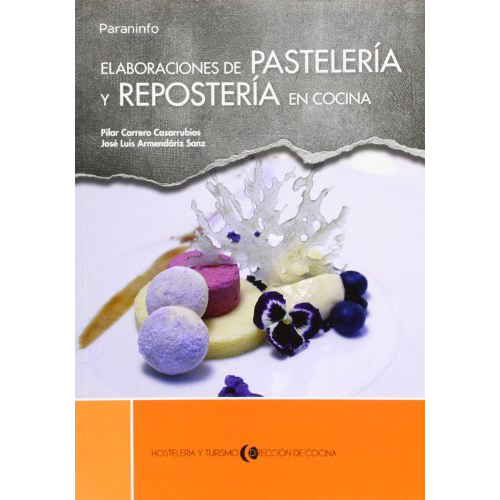 Paraninfo
ELABORACIONES DE PASTELERÍA
Y REPOSTERÍA EN COCINA
Pilar Carrero Casarrubios
José Luis Armendáriz Sanz
HOSTELERÍA Y TURISMO DIRECCIÓN DE COCINA